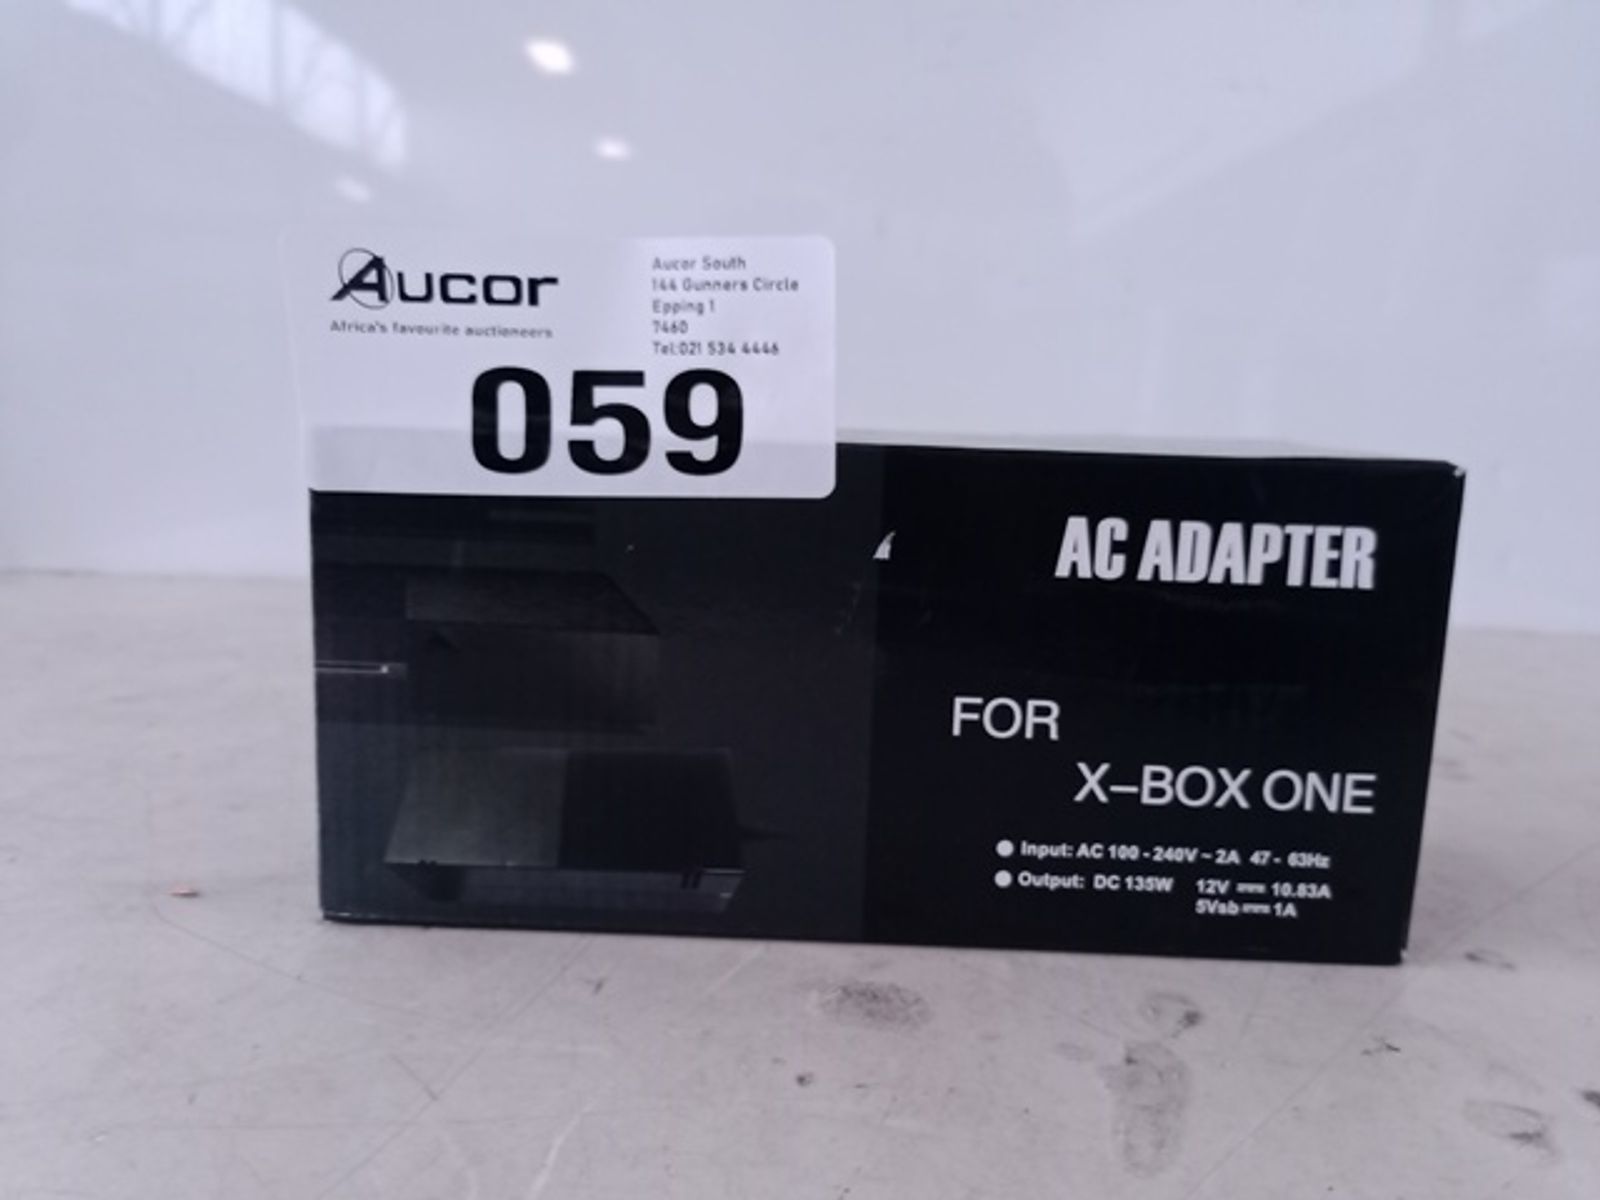 Aucor
Africa's favourite auctioneers
Aucor South
144 Gunners Circle
Epping 1
7460
Tel:021 534 4446
059
AC ADAPTER
FOR
X-BOX ONE
Input: AC 100 - 240V ~ 2A 47 - 63Hz
Output: DC 135W 12V ⎓ 10.83A
5Vsb ⎓ 1A